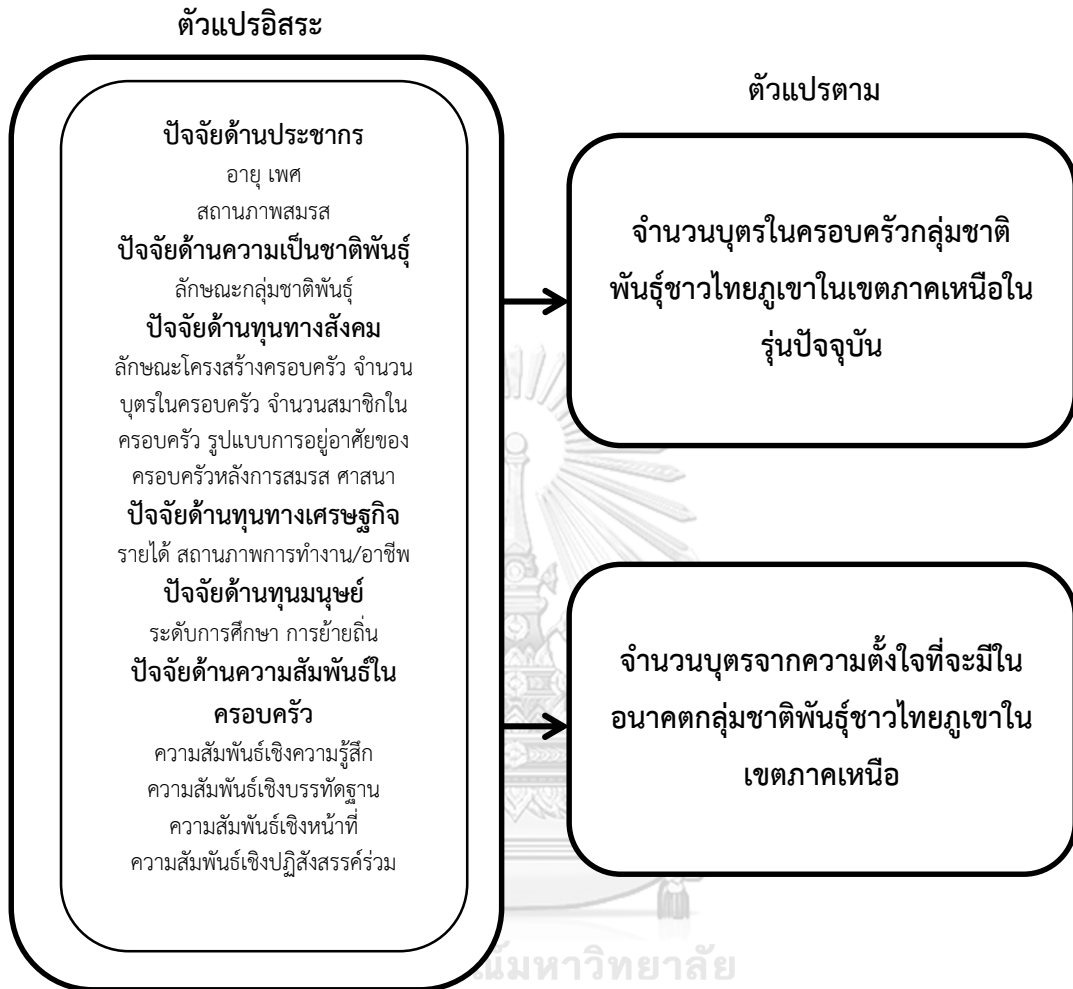 ตัวแปรอิสระ
ปัจจัยด้านประชากร
อายุ เพศ
สถานภาพสมรส
ปัจจัยด้านความเป็นชาติพันธุ์
ลักษณะกลุ่มชาติพันธุ์
ปัจจัยด้านทุนทางสังคม
ลักษณะโครงสร้างครอบครัว จำนวน
บุตรในครอบครัว จำนวนสมาชิกใน
ครอบครัว รูปแบบการอยู่อาศัยของ
ครอบครัวหลังการสมรส ศาสนา
ปัจจัยด้านทุนทางเศรษฐกิจ
รายได้ สถานภาพการทำงาน/อาชีพ
ปัจจัยด้านทุนมนุษย์
ระดับการศึกษา การย้ายถิ่น
ปัจจัยด้านความสัมพันธ์ใน
ครอบครัว
ความสัมพันธ์เชิงความรู้สึก
ความสัมพันธ์เชิงบรรทัดฐาน
ความสัมพันธ์เชิงหน้าที่
ความสัมพันธ์เชิงปฏิสังสรรค์ร่วม
ตัวแปรตาม
จำนวนบุตรในครอบครัวกลุ่มชาติ
พันธุ์ชาวไทยภูเขาในเขตภาคเหนือใน
รุ่นปัจจุบัน
จำนวนบุตรจากความตั้งใจที่จะมีใน
อนาคตกลุ่มชาติพันธุ์ชาวไทยภูเขาใน
เขตภาคเหนือ
มหาวิทยาลัย